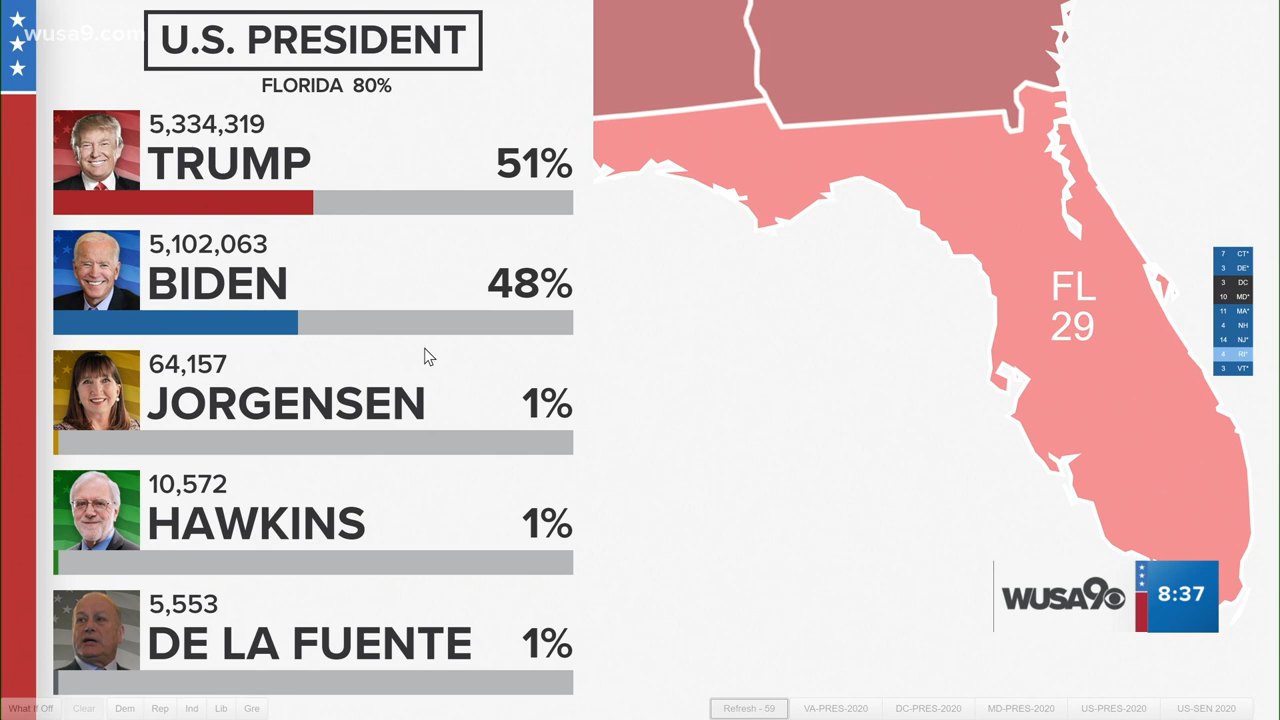 wusa9.com
U.S. PRESIDENT
FLORIDA 80%
5,334,319
TRUMP 51%
5,102,063
BIDEN 48%
64,157
JORGENSEN 1%
10,572
HAWKINS 1%
5,553
DE LA FUENTE 1%
FL
29
7 CT*
3 DE*
3 DC
10 MD*
11 MA*
4 NH
14 NJ*
4 RI*
3 VT*
WUSA9 8:37
What If Off Clear Dem Rep Ind Lib Gre Refresh - 59 VA-PRES-2020 DC-PRES-2020 MD-PRES-2020 US-PRES-2020 US-SEN 2020